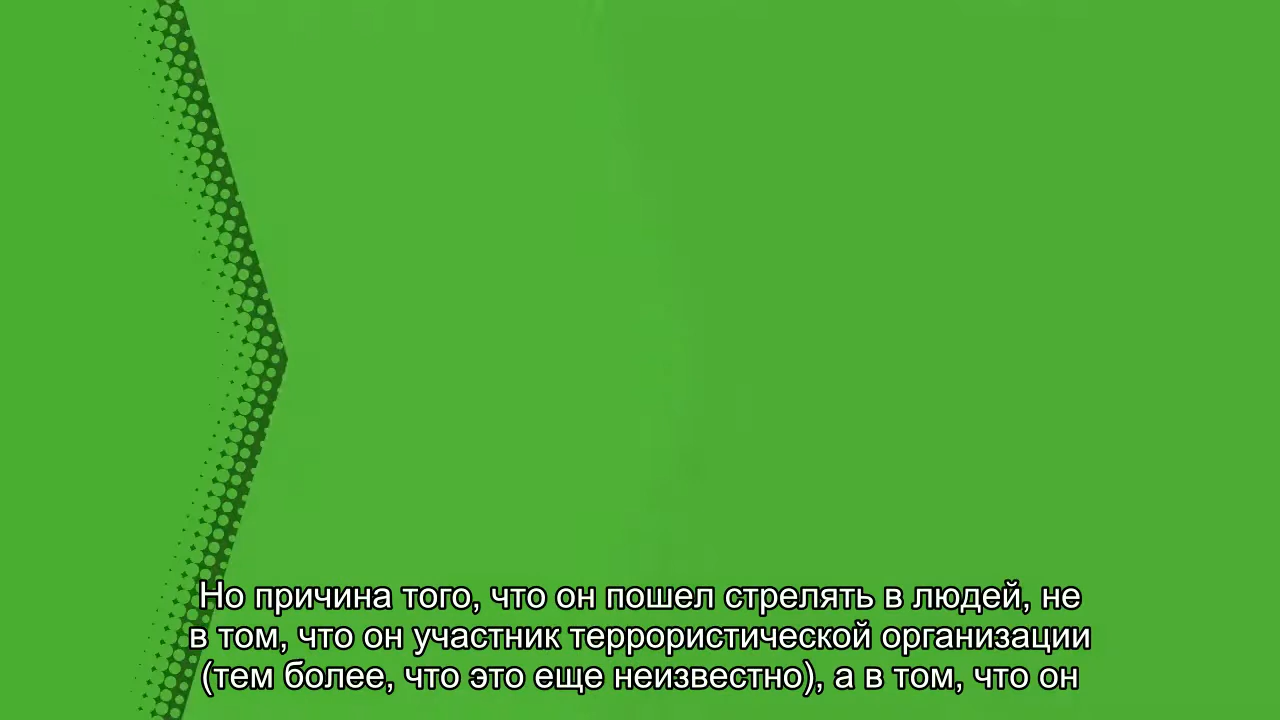 Но причина того, что он пошел стрелять в людей, не
в том, что он участник террористической организации
(тем более, что это еще неизвестно), а в том, что он